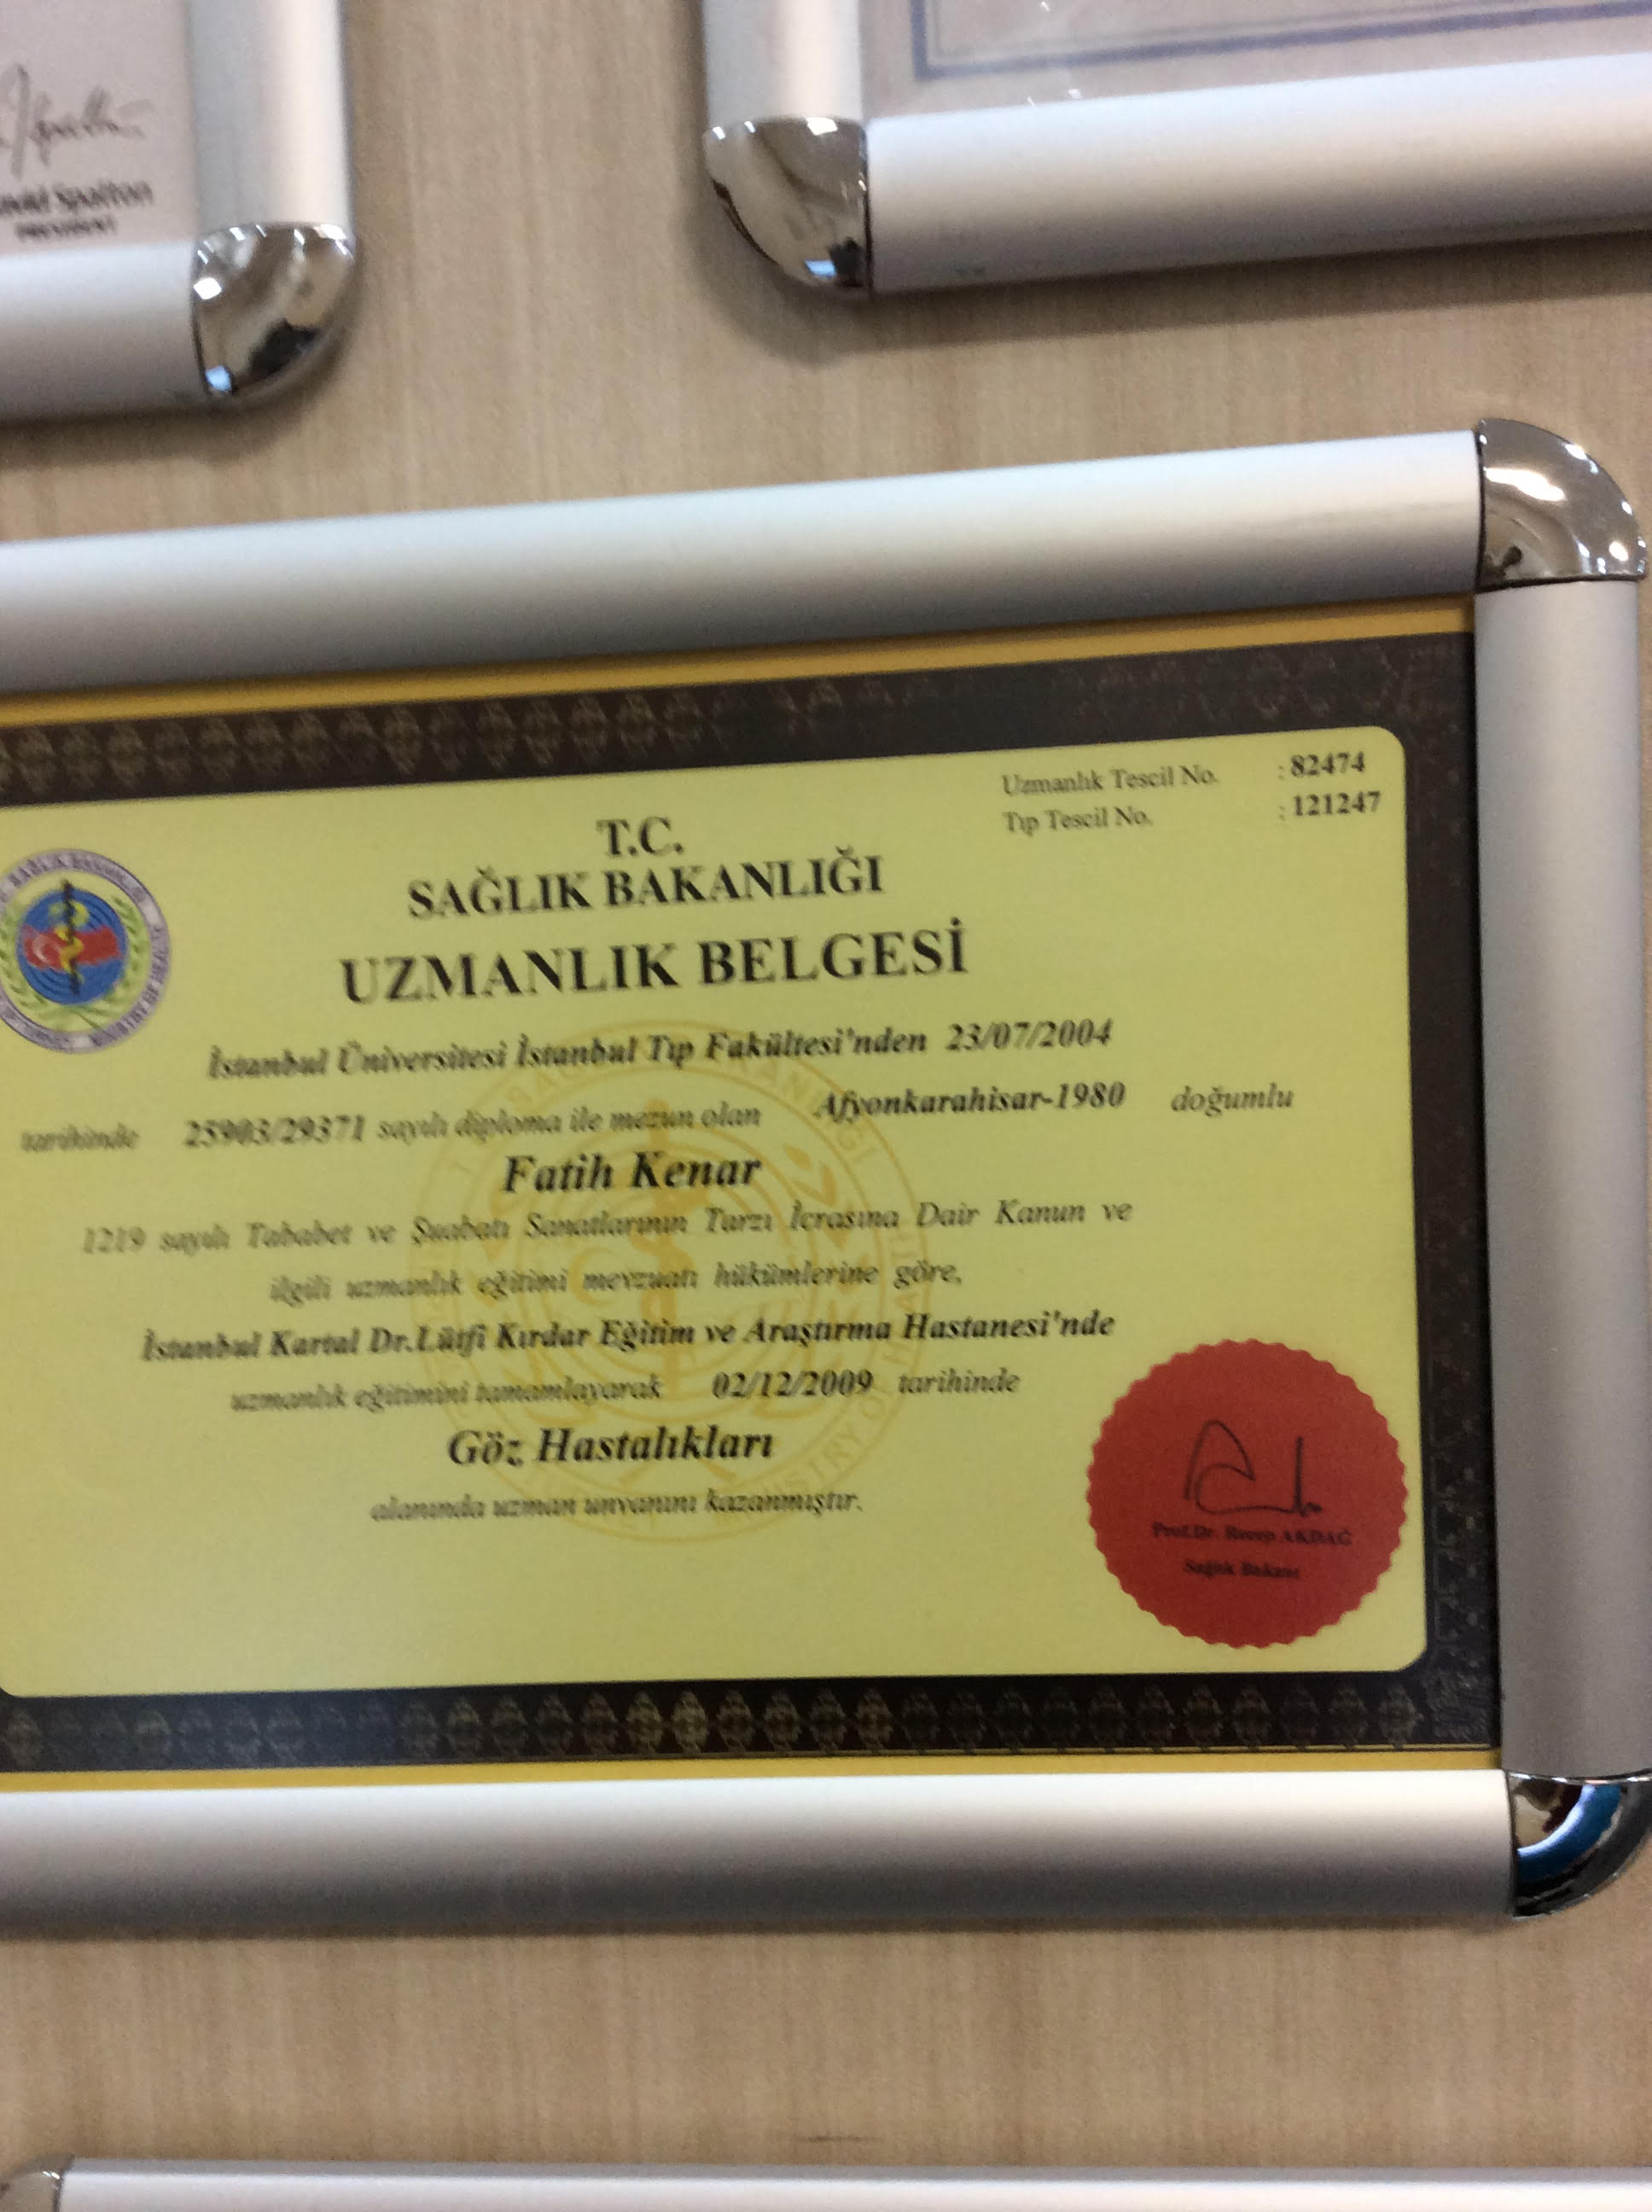 David Spalton
PRESIDENT
Uzmanlık Tescil No. : 82474
Tıp Tescil No. : 121247
T.C.
SAĞLIK BAKANLIĞI
UZMANLIK BELGESİ
İstanbul Üniversitesi İstanbul Tıp Fakültesi'nden 23/07/2004
tarihinde 25903/29371 sayılı diploma ile mezun olan Afyonkarahisar-1980 doğumlu
Fatih Kenar
1219 sayılı Tababet ve Şuabatı Sanatlarının Tarzı İcrasına Dair Kanun ve
ilgili uzmanlık eğitimi mevzuatı hükümlerine göre,
İstanbul Kartal Dr.Lütfi Kırdar Eğitim ve Araştırma Hastanesi'nde
uzmanlık eğitimini tamamlayarak 02/12/2009 tarihinde
Göz Hastalıkları
alanında uzman unvanını kazanmıştır.
Prof.Dr. Recep AKDAĞ
Sağlık Bakanı